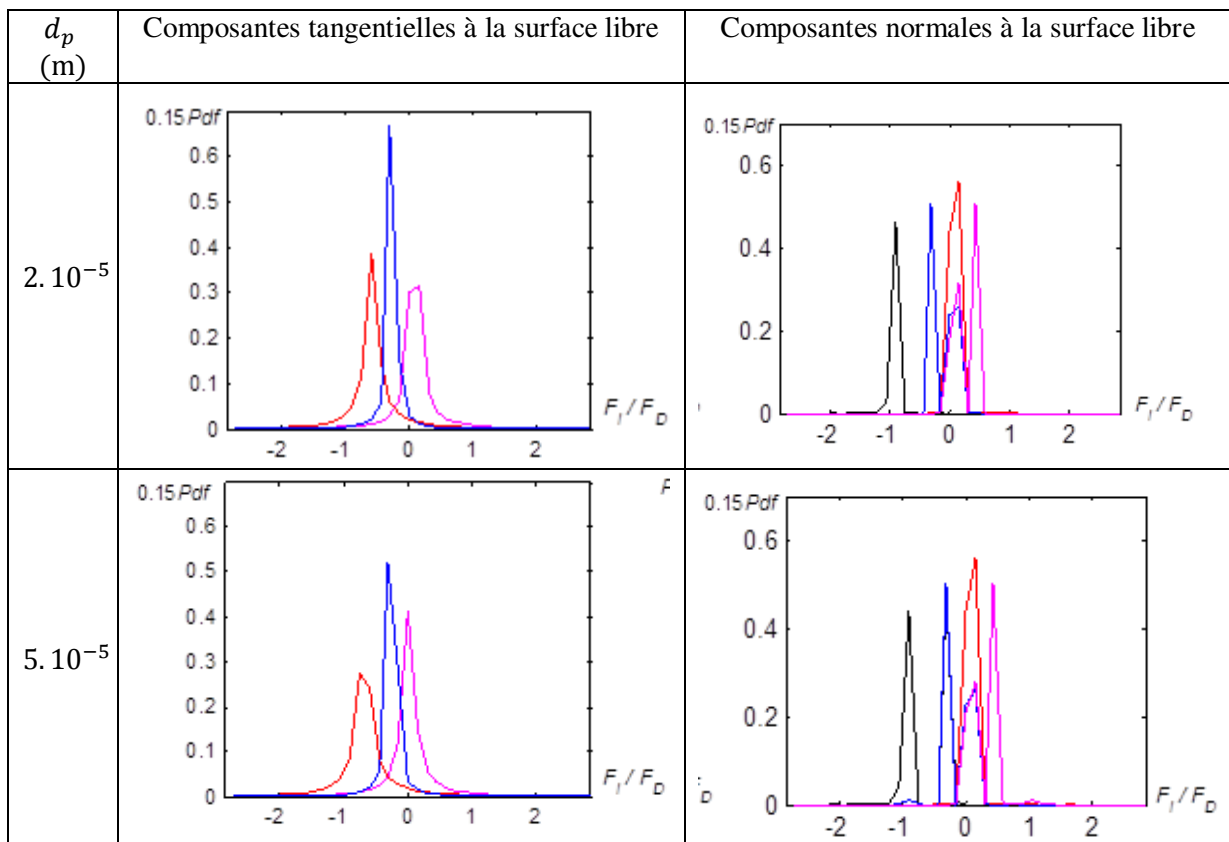 d_p
(m)
Composantes tangentielles à la surface libre
Composantes normales à la surface libre
2. 10⁻⁵
0.15 Pdf
0.6
0.5
0.4
0.3
0.2
0.1
0
-2 -1 0 1 2
F_I / F_D
0.15 Pdf
0.6
0.4
0.2
0
-2 -1 0 1 2
F_I / F_D
5. 10⁻⁵
0.15 Pdf
0.6
0.5
0.4
0.3
0.2
0.1
0
-2 -1 0 1 2
F_I / F_D
0.15 Pdf
0.6
0.4
0.2
0
-2 -1 0 1 2
F_I / F_D